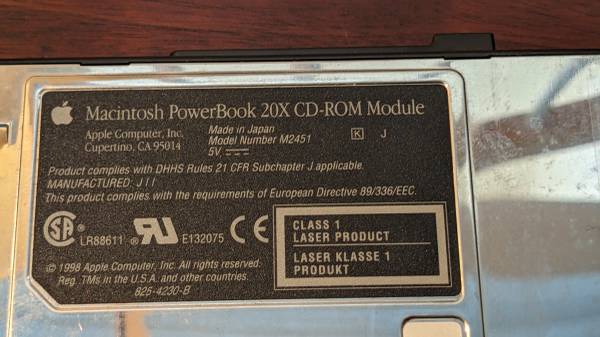 Macintosh PowerBook 20X CD-ROM Module
Apple Computer, Inc.
Cupertino, CA 95014
Made in Japan
Model Number M2451
5V
K J
Product complies with DHHS Rules 21 CFR Subchapter J applicable.
MANUFACTURED: J I I
This product complies with the requirements of European Directive 89/336/EEC.
SA ® LR88611
RU ® E132075
CE
CLASS 1
LASER PRODUCT
LASER KLASSE 1
PRODUKT
© 1998 Apple Computer, Inc. All rights reserved.
Reg. TMs in the U.S.A. and other countries.
825-4230-B